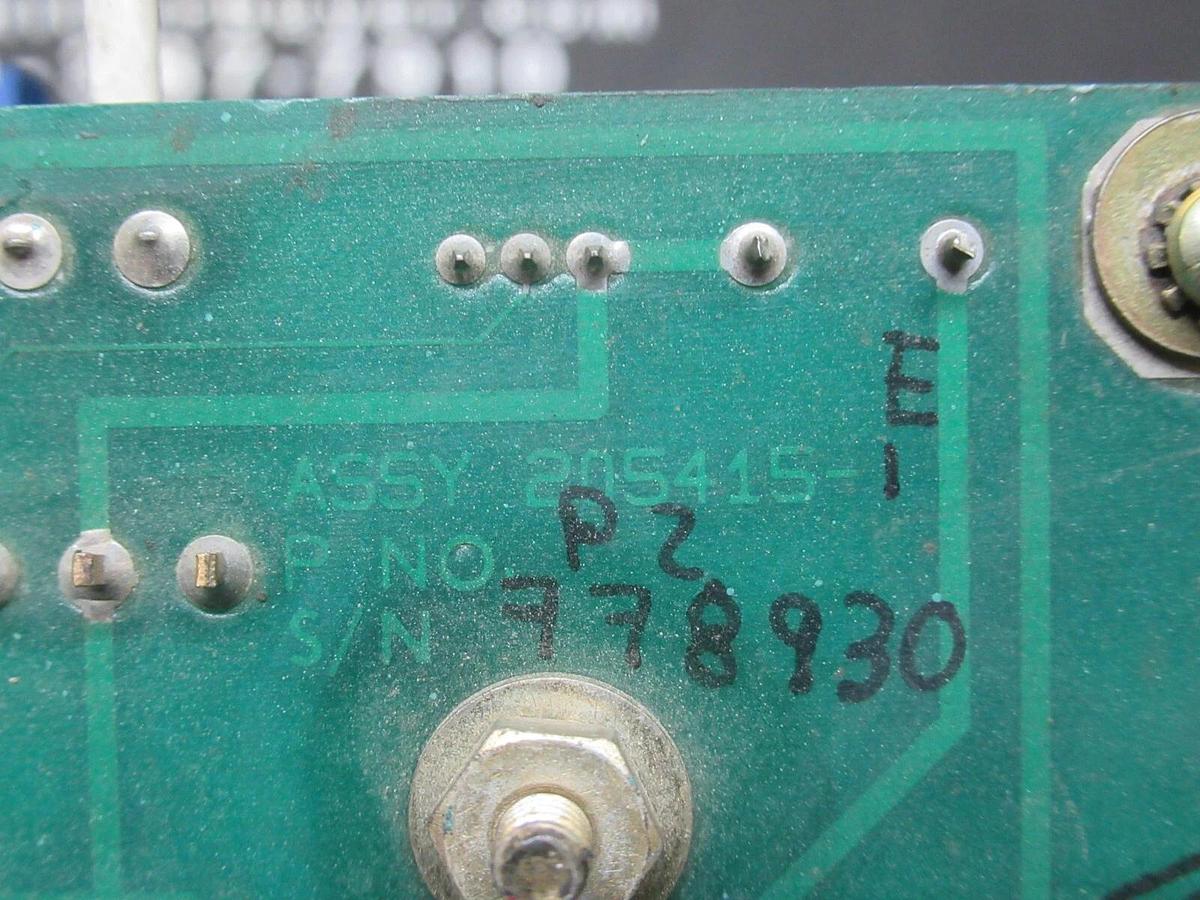 E
ASSY 205415-1
P NO. P2
S/N 778930